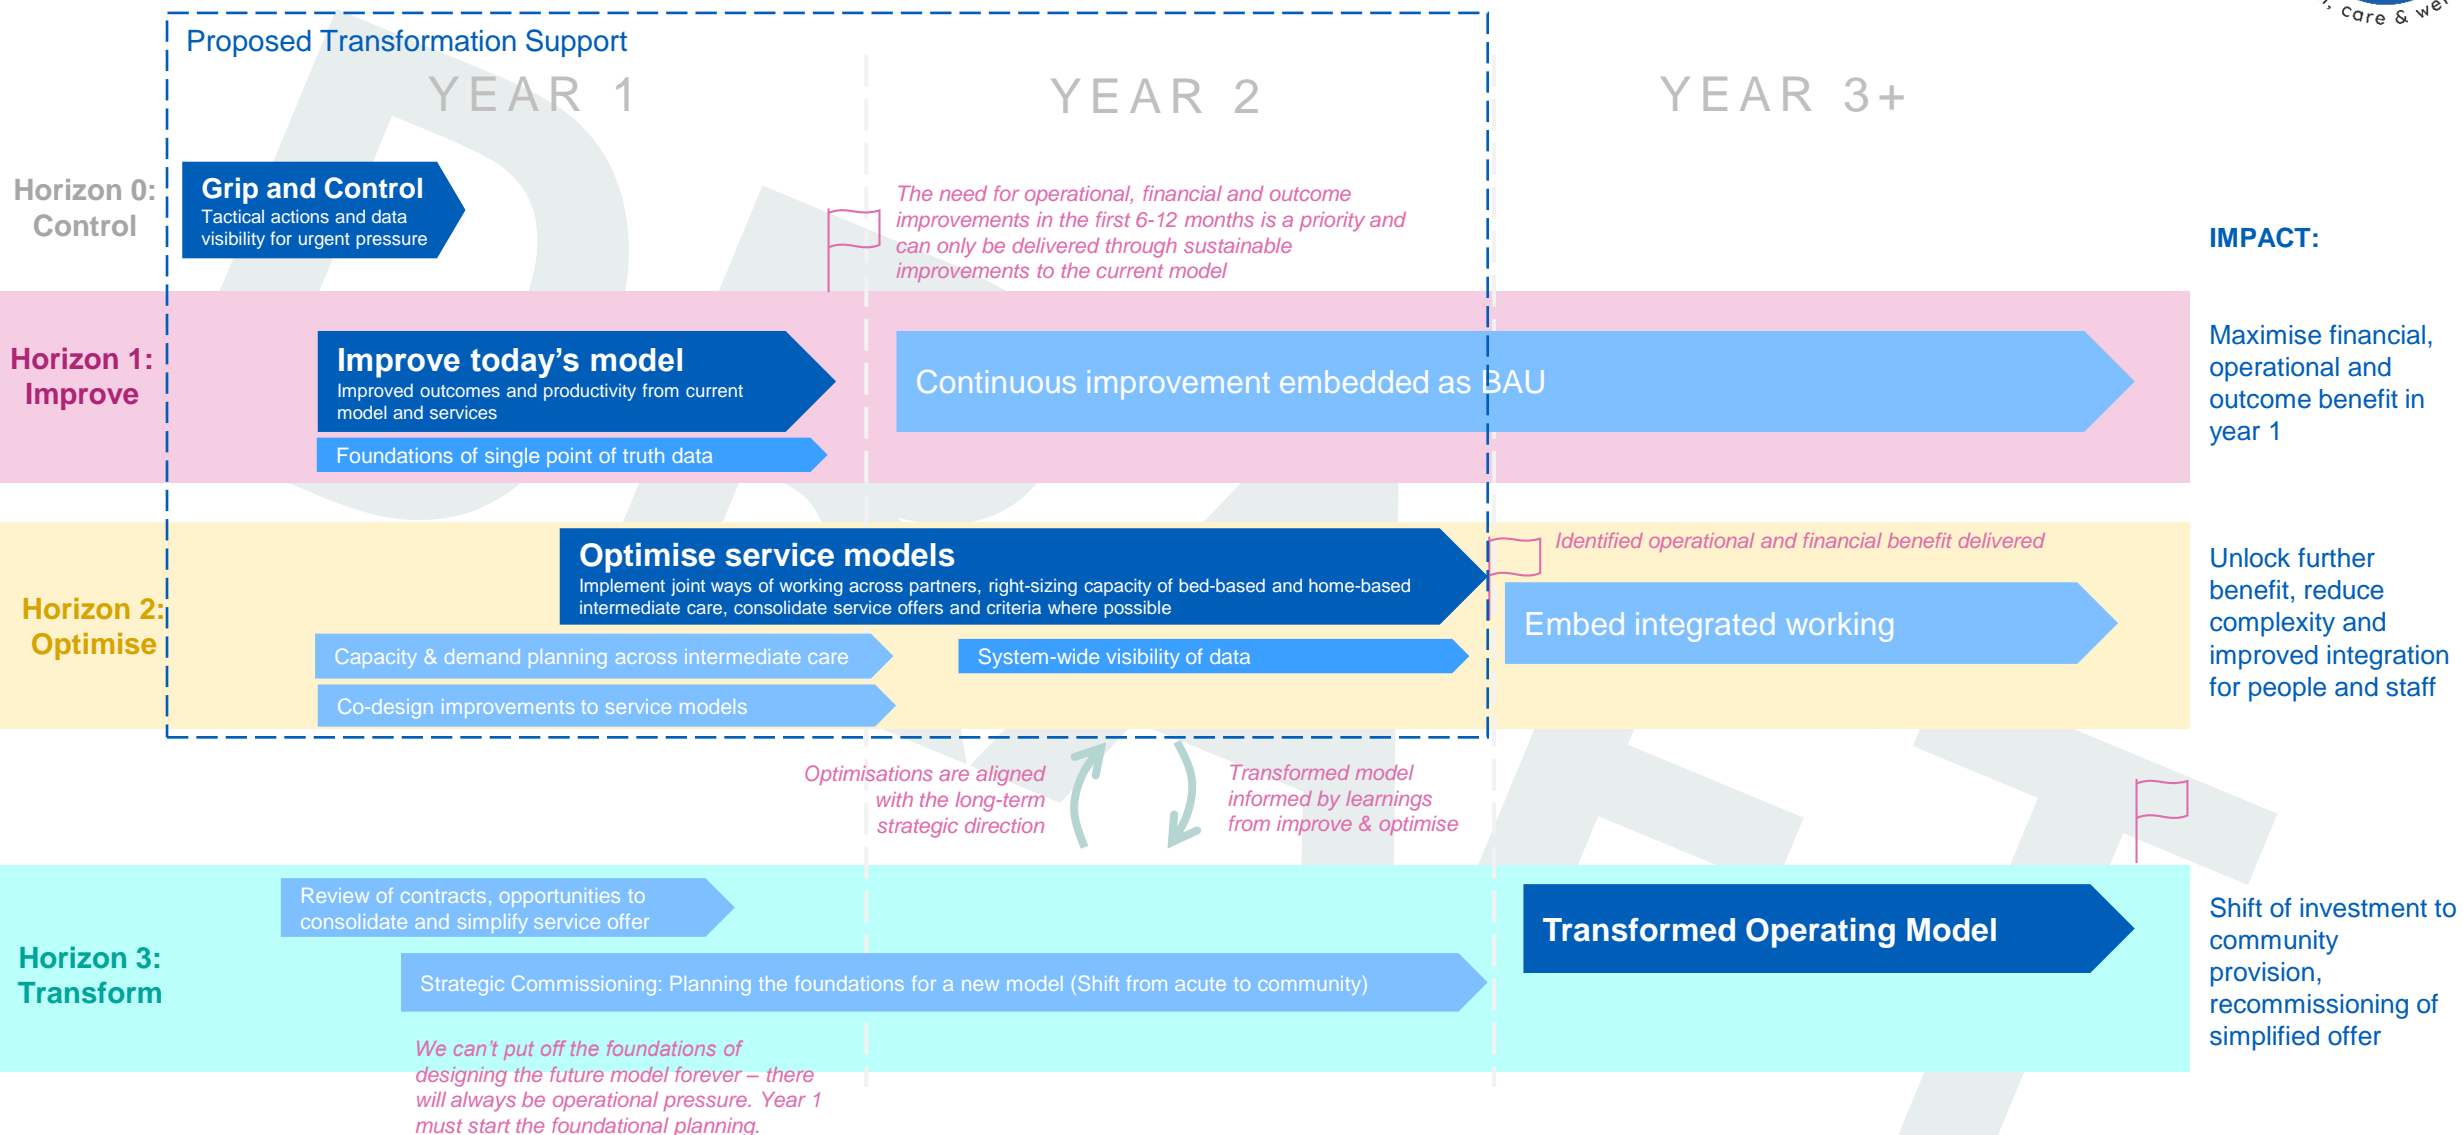 care &
Proposed Transformation Support
YEAR 1
YEAR 2
YEAR 3+
Horizon 0:
Control
Grip and Control
Tactical actions and data
visibility for urgent pressure
The need for operational, financial and outcome
improvements in the first 6-12 months is a priority and
can only be delivered through sustainable
improvements to the current model
IMPACT:
Horizon 1:
Improve
Improve today’s model
Improved outcomes and productivity from current
model and services
Foundations of single point of truth data
Continuous improvement embedded as BAU
Maximise financial,
operational and
outcome benefit in
year 1
Horizon 2:
Optimise
Optimise service models
Implement joint ways of working across partners, right-sizing capacity of bed-based and home-based
intermediate care, consolidate service offers and criteria where possible
Capacity & demand planning across intermediate care
Co-design improvements to service models
System-wide visibility of data
Identified operational and financial benefit delivered
Embed integrated working
Unlock further
benefit, reduce
complexity and
improved integration
for people and staff
Optimisations are aligned
with the long-term
strategic direction
Transformed model
informed by learnings
from improve & optimise
Horizon 3:
Transform
Review of contracts, opportunities to
consolidate and simplify service offer
Strategic Commissioning: Planning the foundations for a new model (Shift from acute to community)
We can’t put off the foundations of
designing the future model forever – there
will always be operational pressure. Year 1
must start the foundational planning.
Transformed Operating Model
Shift of investment to
community
provision,
recommissioning of
simplified offer
DRAFT